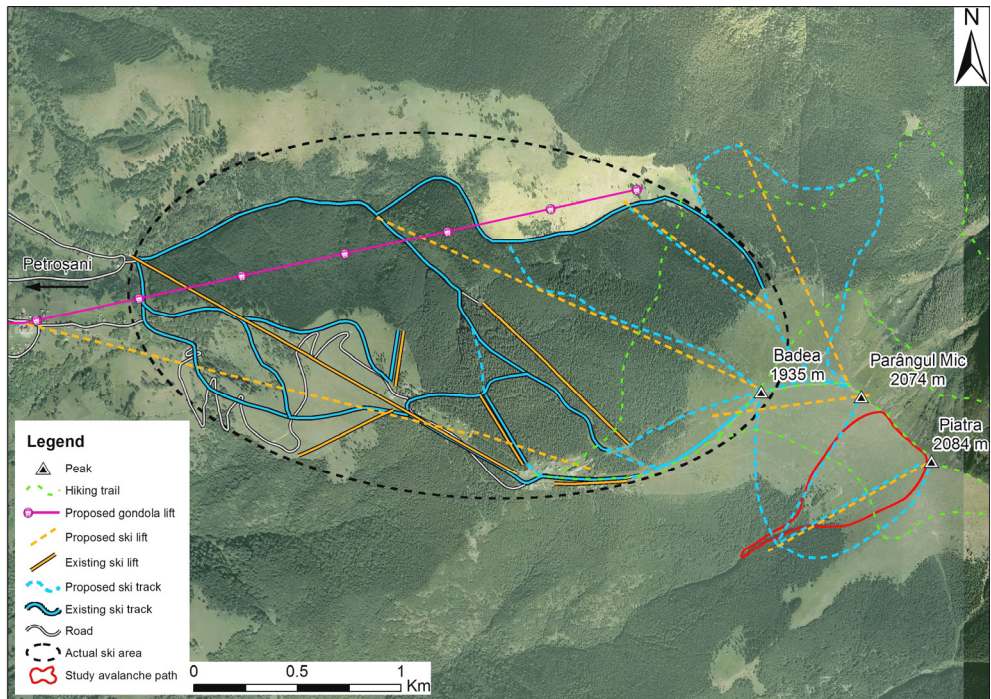 N
Petroșani
Badea
1935 m
Parângul Mic
2074 m
Piatra
2084 m
Legend
Peak
Hiking trail
Proposed gondola lift
Proposed ski lift
Existing ski lift
Proposed ski track
Existing ski track
Road
Actual ski area
Study avalanche path
0 0.5 1
Km